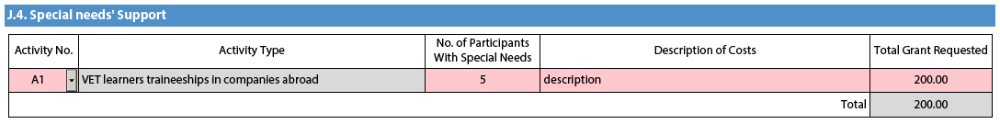 J.4. Special needs' Support
Activity No. Activity Type No. of Participants With Special Needs Description of Costs Total Grant Requested
A1 VET learners traineeships in companies abroad 5 description 200.00
Total 200.00